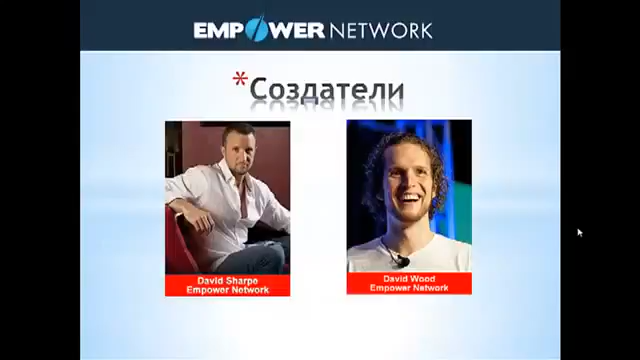 EMPOWER NETWORK
*Создатели
David Sharpe
Empower Network
David Wood
Empower Network